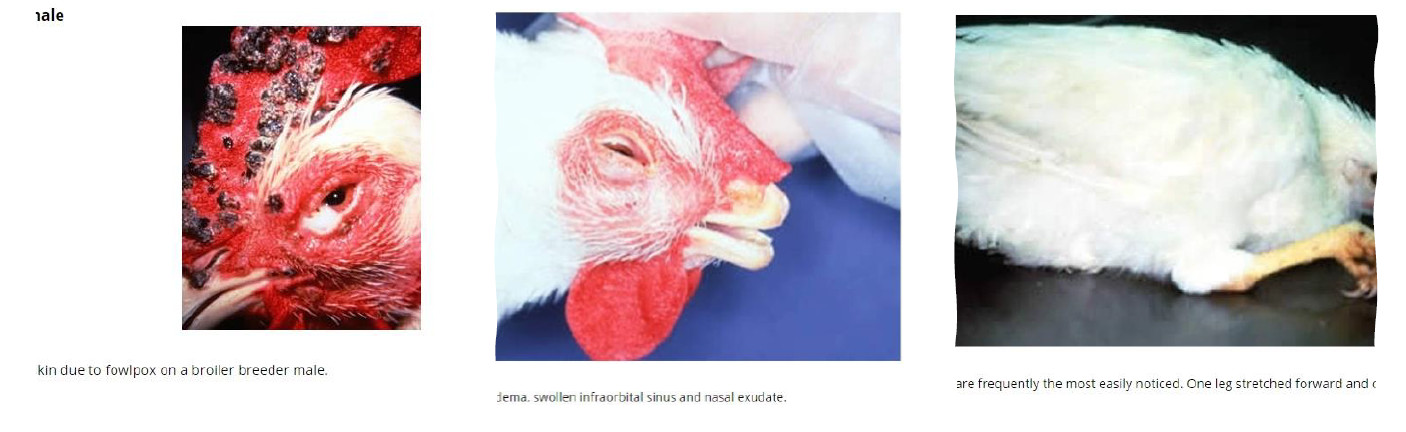 kin due to fowlpox on a broiler breeder male.
dema. swollen infraorbital sinus and nasal exudate.
are frequently the most easily noticed. One leg stretched forward and